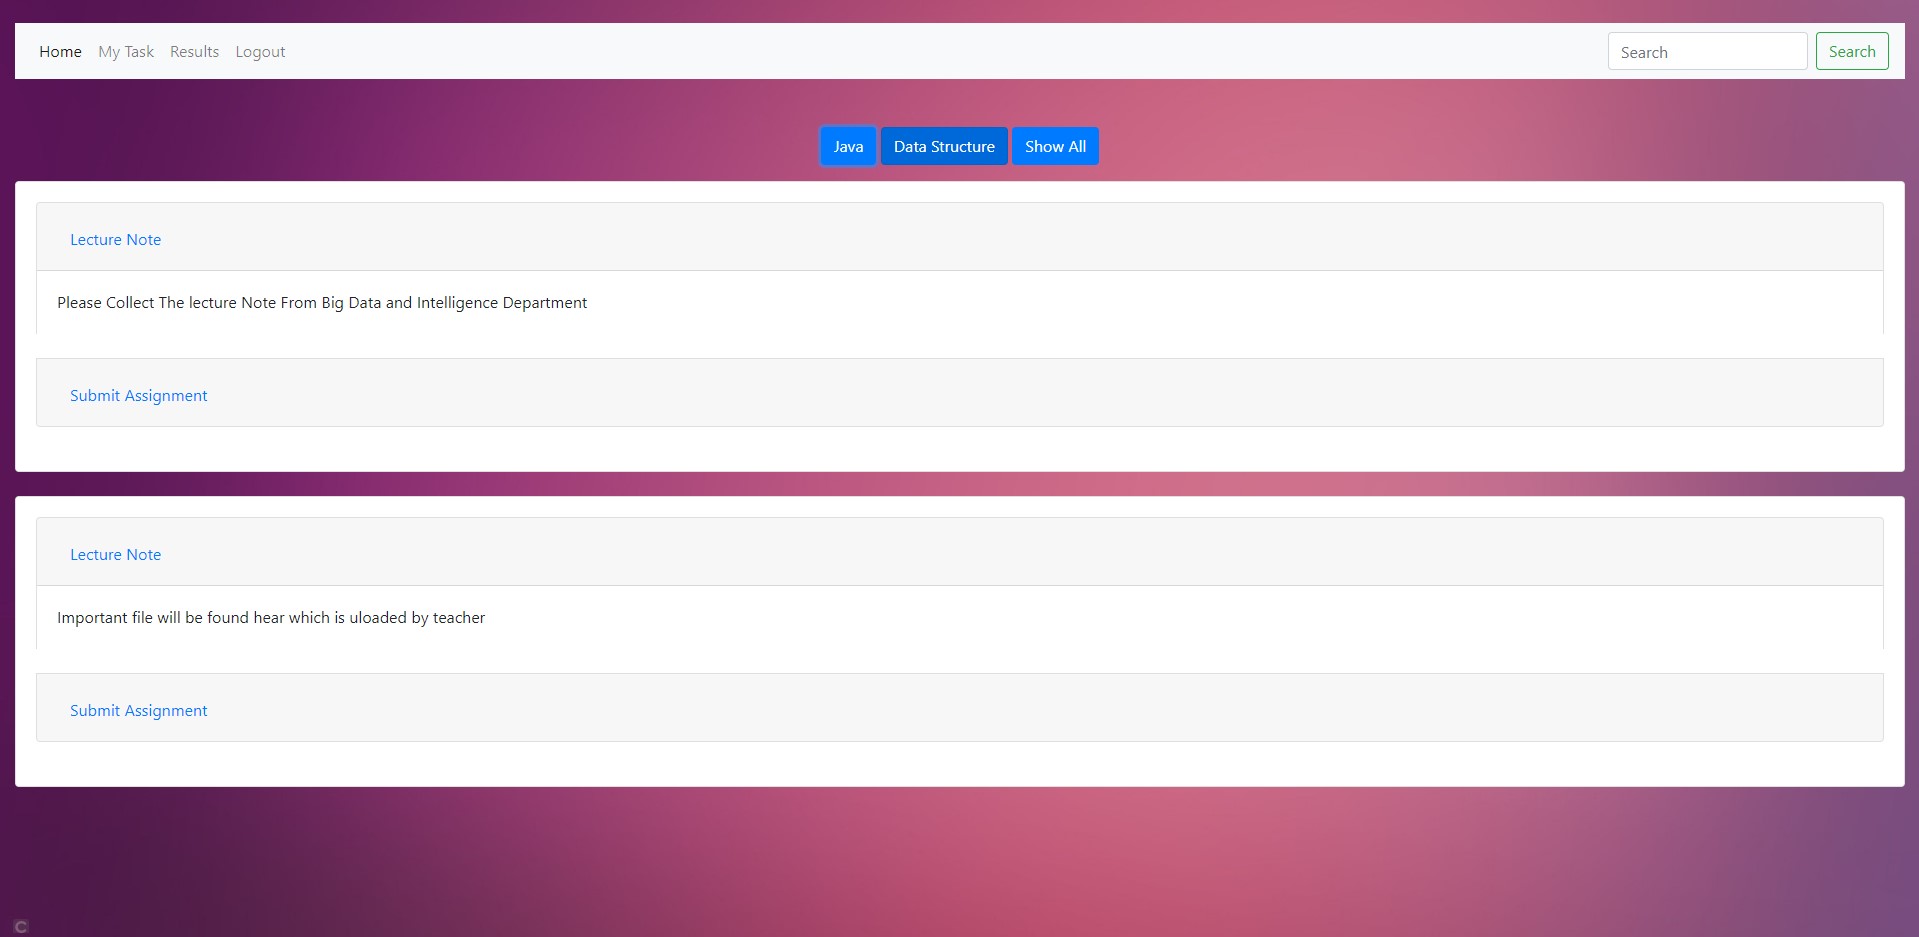 Home My Task Results Logout Search Search
Java Data Structure Show All
Lecture Note
Please Collect The lecture Note From Big Data and Intelligence Department
Submit Assignment
Lecture Note
Important file will be found hear which is uloaded by teacher
Submit Assignment
C